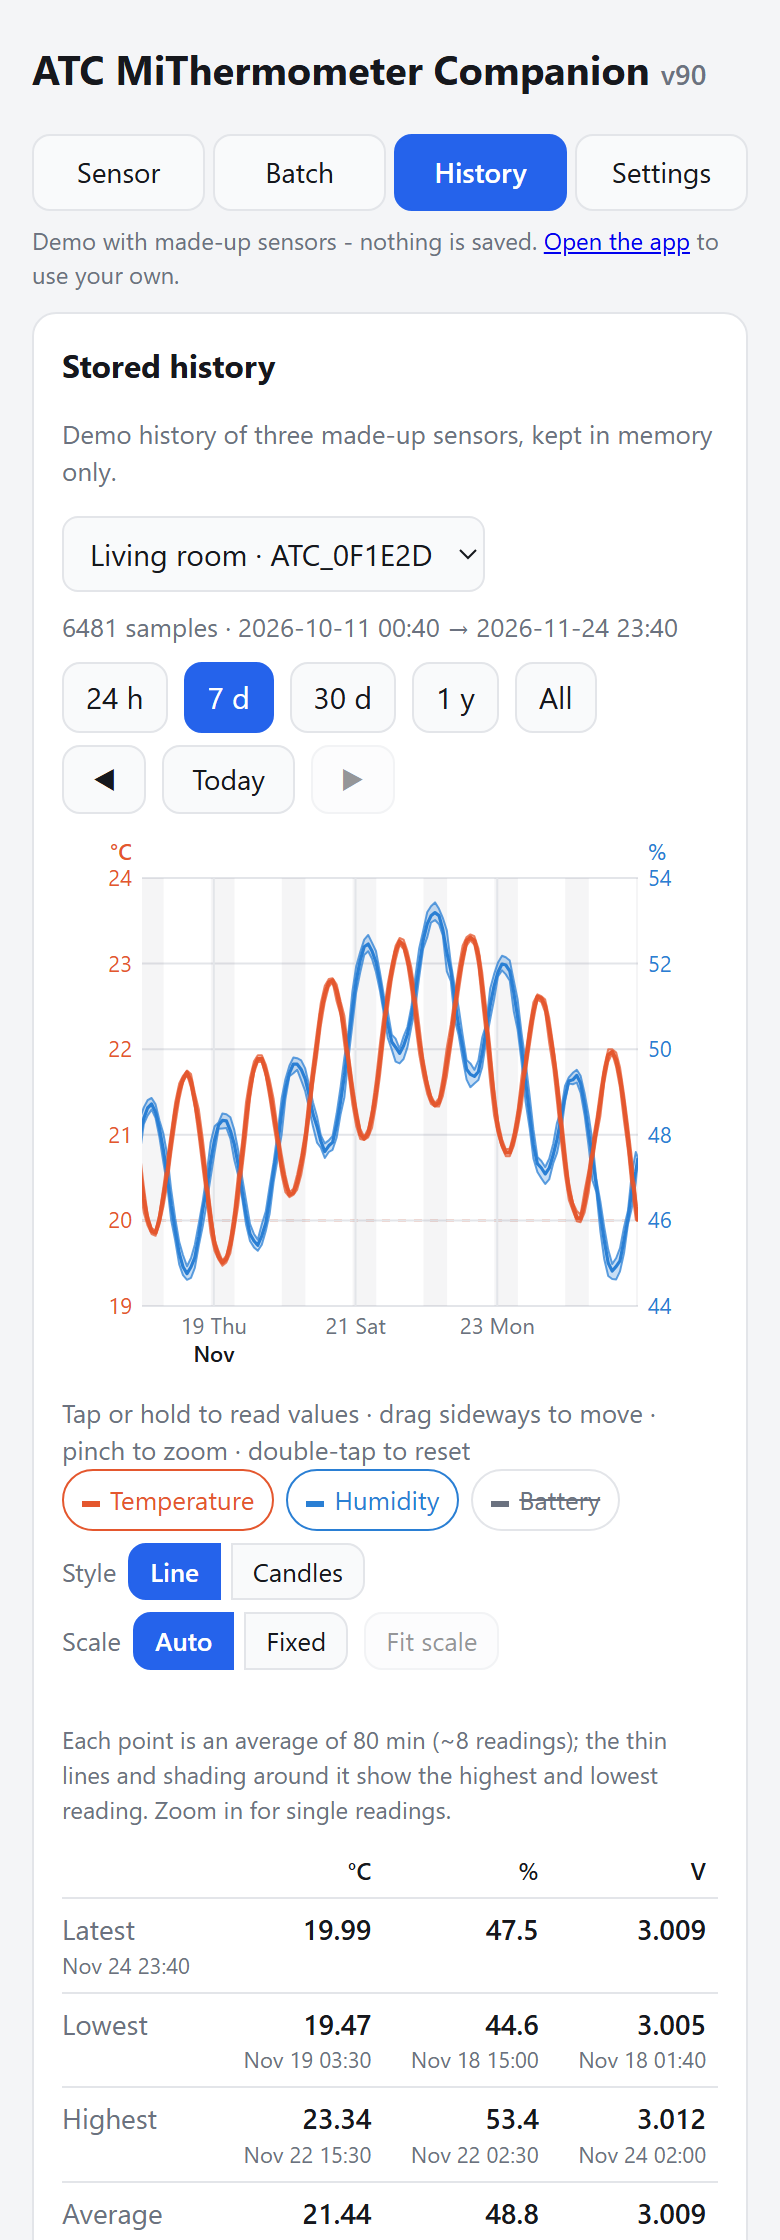 ATC MiThermometer Companion v90
Sensor Batch History Settings
Demo with made-up sensors - nothing is saved. Open the app to
use your own.
Stored history
Demo history of three made-up sensors, kept in memory
only.
Living room · ATC_0F1E2D
6481 samples · 2026-10-11 00:40 → 2026-11-24 23:40
24 h 7 d 30 d 1 y All
◀ Today ▶
°C %
24 54
23 52
22 50
21 48
20 46
19 44
19 Thu 21 Sat 23 Mon
Nov
Tap or hold to read values · drag sideways to move ·
pinch to zoom · double-tap to reset
Temperature Humidity Battery
Style Line Candles
Scale Auto Fixed Fit scale
Each point is an average of 80 min (~8 readings); the thin
lines and shading around it show the highest and lowest
reading. Zoom in for single readings.
°C % V
Latest 19.99 47.5 3.009
Nov 24 23:40
Lowest 19.47 44.6 3.005
Nov 19 03:30 Nov 18 15:00 Nov 18 01:40
Highest 23.34 53.4 3.012
Nov 22 15:30 Nov 22 02:30 Nov 24 02:00
Average 21.44 48.8 3.009